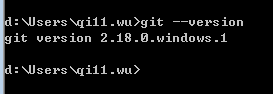 d:\Users\qi11.wu>git --version
git version 2.18.0.windows.1
d:\Users\qi11.wu>